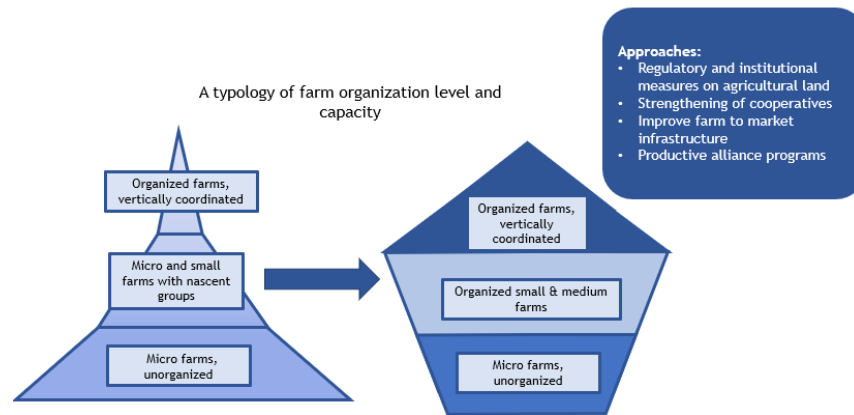 A typology of farm organization level and
capacity
Approaches:
• Regulatory and institutional
measures on agricultural land
• Strengthening of cooperatives
• Improve farm to market
infrastructure
• Productive alliance programs
Organized farms,
vertically coordinated
Micro and small
farms with nascent
groups
Micro farms,
unorganized
Organized farms,
vertically
coordinated
Organized small & medium
farms
Micro farms,
unorganized